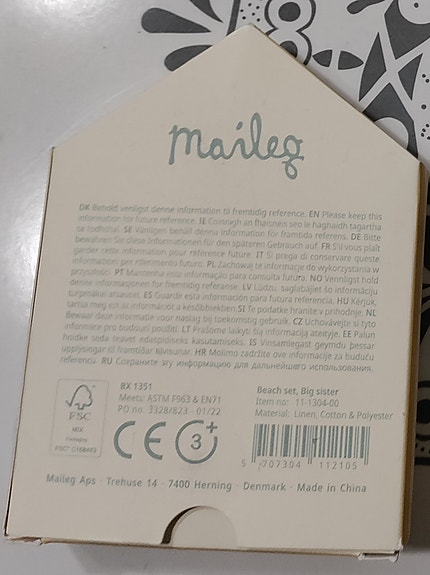 maileg
DK Behold venligst denne information til fremtidig reference. EN Please keep this
information for future reference. IE Coinnigh an fhaisnéis seo le haghaidh tagartha
sa todhchaí. SE Vänligen behåll denna information för framtida referens. DE Bitte
bewahren Sie diese Informationen für den späteren Gebrauch auf. FR S'il vous plaît
garder cette information pour référence future. IT Si prega di conservare queste
informazioni per riferimento futuro. PL Zachowaj te informacje do wykorzystania w
przyszłości. PT Mantenha esta informação para consulta futura. NO Vennligst hold
denne informasjonen for fremtidig referanse. LV Lūdzu, saglabājiet šo informāciju
turpmākai atsaucei. ES Guarde esta información para futura referencia. HU Kérjük,
tartsa meg ezt az információt a későbbiekben. SI Te podatke hranite v prihodnje. NL
Bewaar deze informatie voor naslag bij toekomstig gebruik. CZ Uchovávejte si tyto
informace pro budoucí použití. LT Prašome laikyti šią informaciją ateityje. EE Palun
hoidke seda teavet edaspidiseks kasutamiseks. IS Vinsamlegast geymdu þessar
upplýsingar til framtíðar tilvísunar. HR Molimo zadržite ove informacije za buduću
referencu. RU Сохраните эту информацию для дальнейшего использования.
FSC
MIX
Packaging
BX 1351
Meets: ASTM F963 & EN71
PO no. 3328/823 - 01/22
CE 3+
Beach set, Big sister
Item no: 11-1304-00
Material: Linen, Cotton & Polyester
5 707304 112105
Maileg Aps · Trehuse 14 · 7400 Herning · Denmark · Made in China